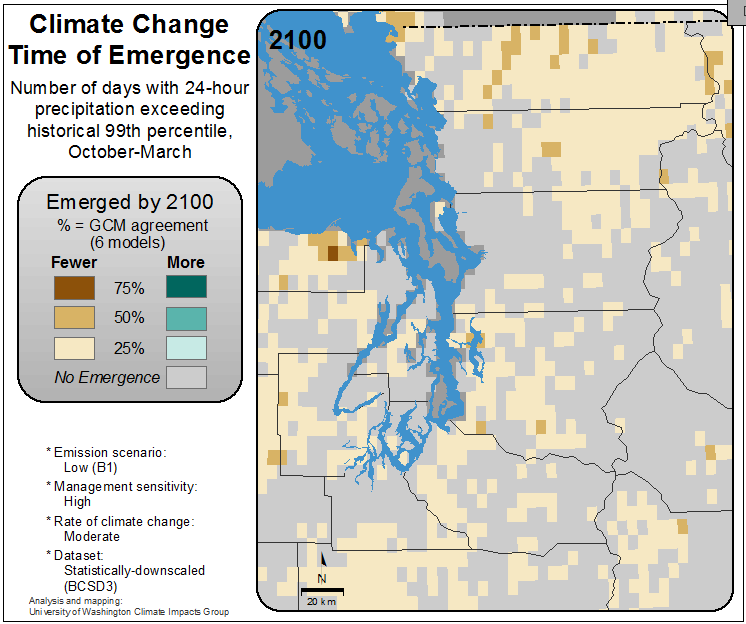 Climate Change
Time of Emergence
Number of days with 24-hour
precipitation exceeding
historical 99th percentile,
October-March
Emerged by 2100
% = GCM agreement
(6 models)
Fewer More
75%
50%
25%
No Emergence
* Emission scenario:
Low (B1)
* Management sensitivity:
High
* Rate of climate change:
Moderate
* Dataset:
Statistically-downscaled
(BCSD3)
Analysis and mapping:
University of Washington Climate Impacts Group
2100
N
20 km